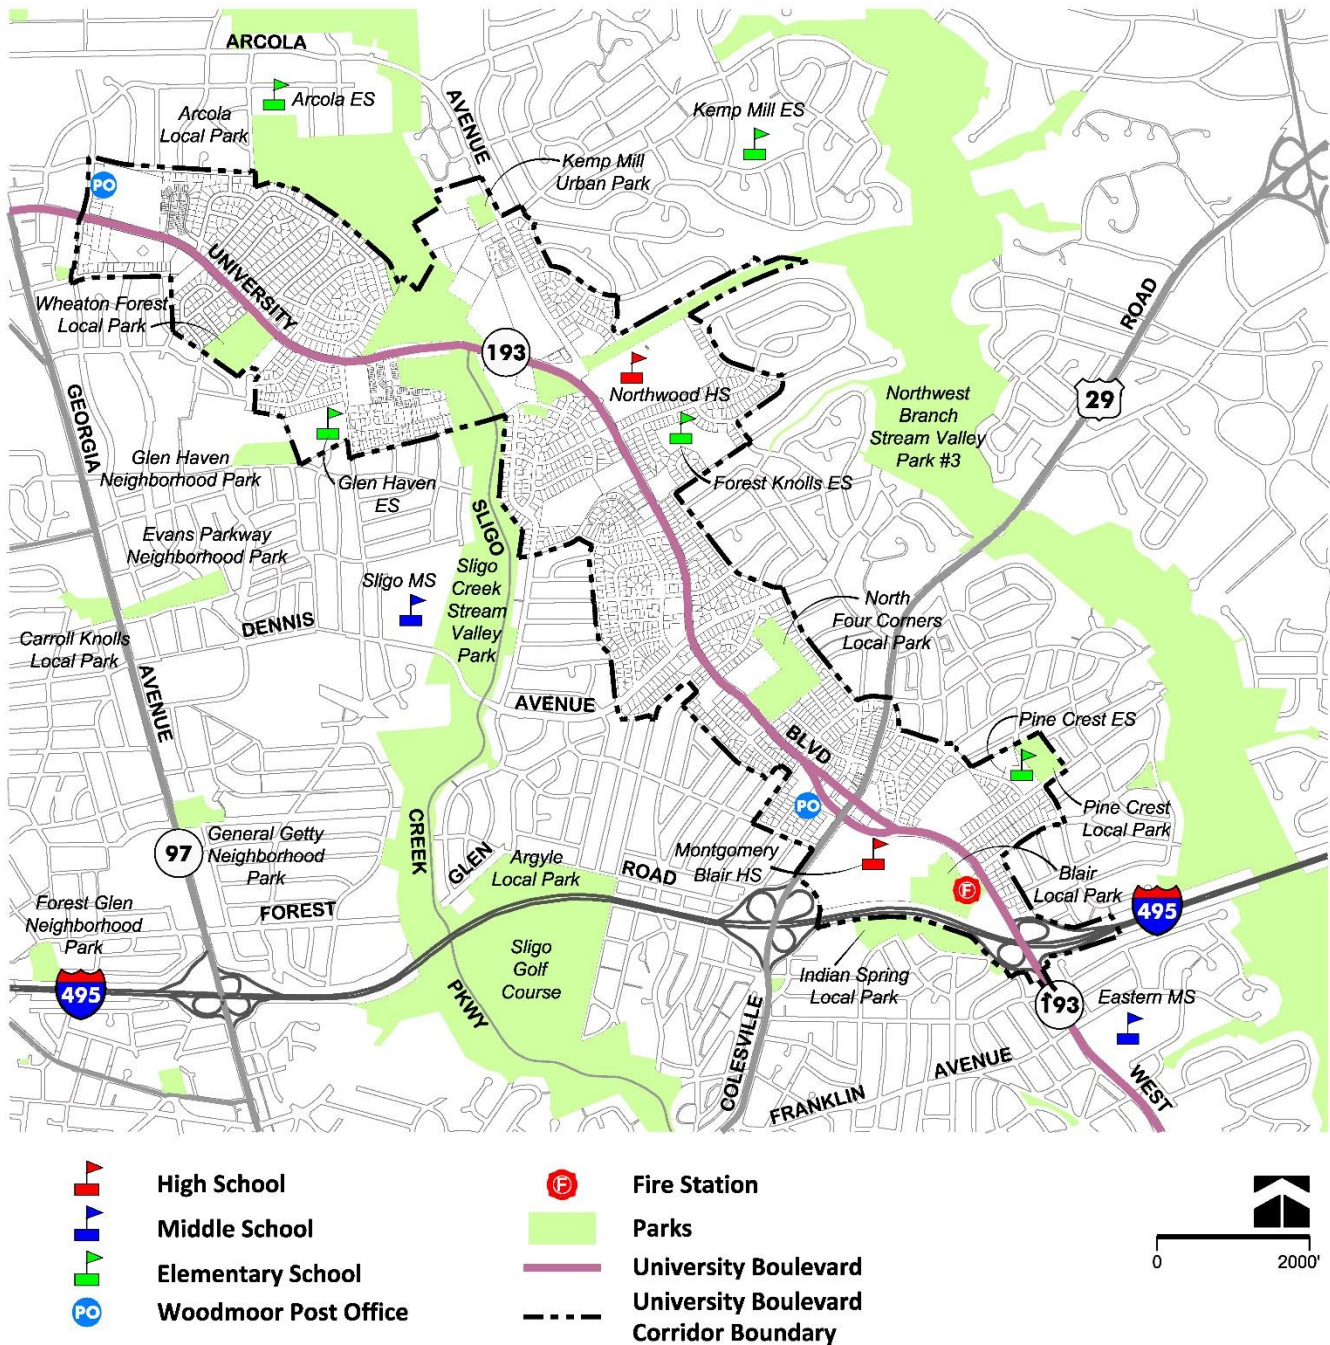 ARCOLA
Arcola ES
Arcola
Local Park
AVENUE
Kemp Mill ES
Kemp Mill
Urban Park
PO
UNIVERSITY
Wheaton Forest
Local Park
193
ROAD
29
Northwood HS
Northwest
Branch
Stream Valley
Park #3
GEORGIA
Glen Haven
Neighborhood Park
Glen Haven
ES
Forest Knolls ES
SLIGO
Evans Parkway
Neighborhood Park
Sligo MS
Sligo
Creek
Stream
Valley
Park
North
Four Corners
Local Park
DENNIS
Carroll Knolls
Local Park
AVENUE
AVENUE
BLVD
Pine Crest ES
PO
Pine Crest
Local Park
CREEK
GLEN
General Getty
Neighborhood
Park
97
Argyle
Local Park
ROAD
Montgomery
Blair HS
Blair
Local Park
F
495
Forest Glen
Neighborhood
Park
FOREST
Sligo
Golf
Course
Indian Spring
Local Park
495
193
Eastern MS
PKWY
COLESVILLE
FRANKLIN
AVENUE
WEST
High School
Middle School
Elementary School
PO
Woodmoor Post Office
F
Fire Station
Parks
University Boulevard
University Boulevard
Corridor Boundary
0 2000'